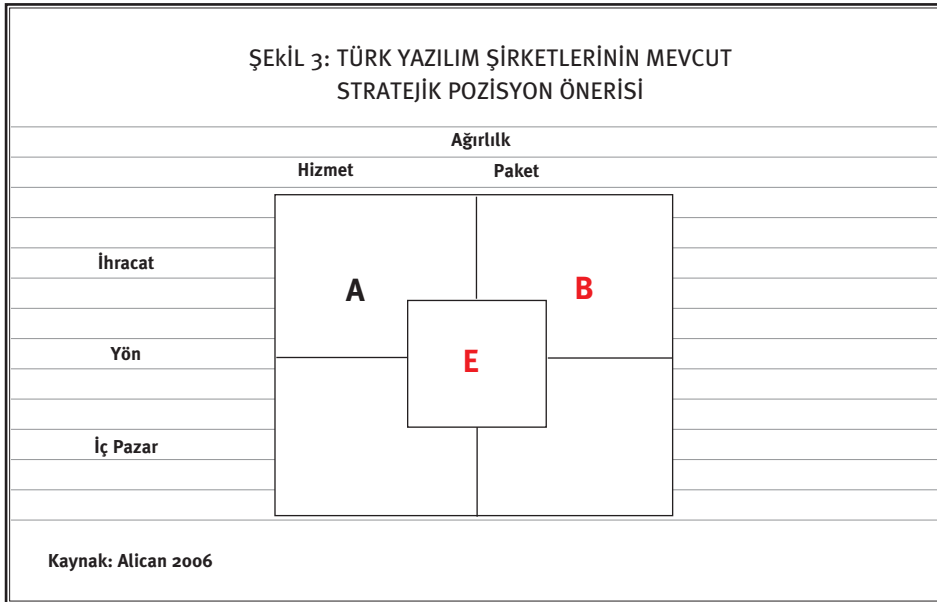 ŞEkİL 3: TÜRK YAZILIM ŞİRKETLERİNİN MEVCUT
STRATEJİK POZİSYON ÖNERİSİ
Ağırlılk
Hizmet Paket
İhracat
A B
Yön
E
İç Pazar
Kaynak: Alican 2006